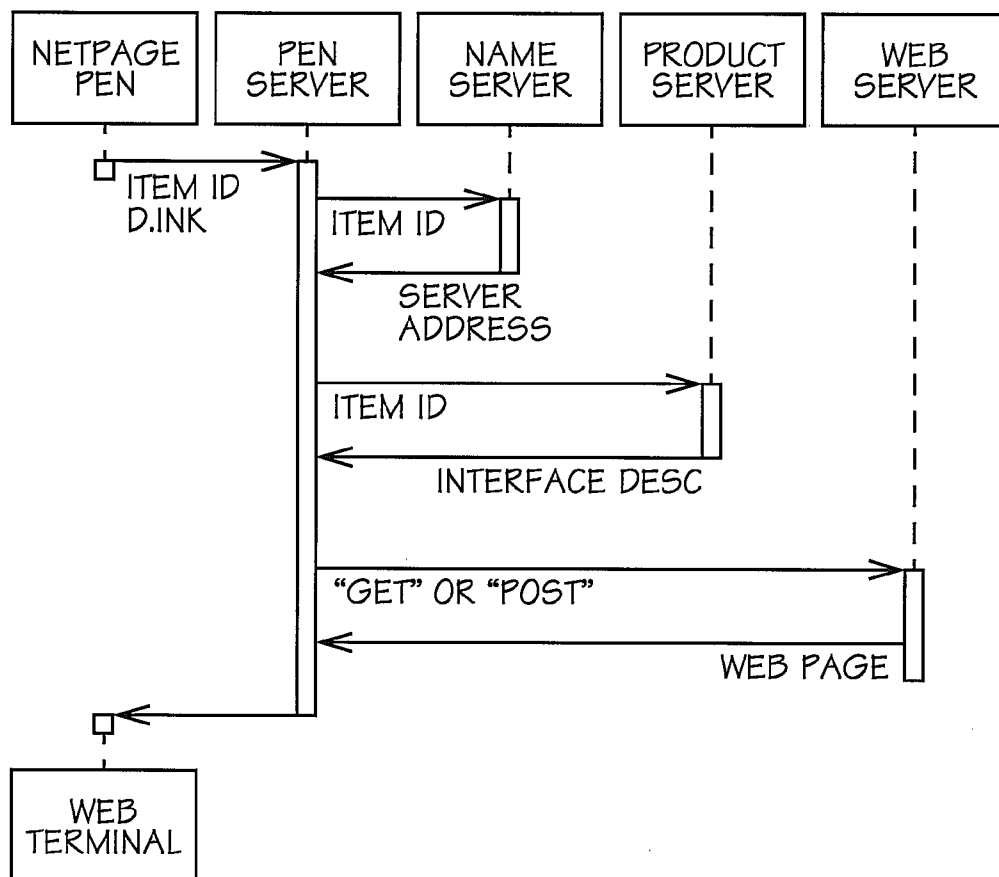 NETPAGE
PEN
PEN
SERVER
NAME
SERVER
PRODUCT
SERVER
WEB
SERVER
ITEM ID
D.INK
ITEM ID
SERVER
ADDRESS
ITEM ID
INTERFACE DESC
“GET” OR “POST”
WEB PAGE
WEB
TERMINAL